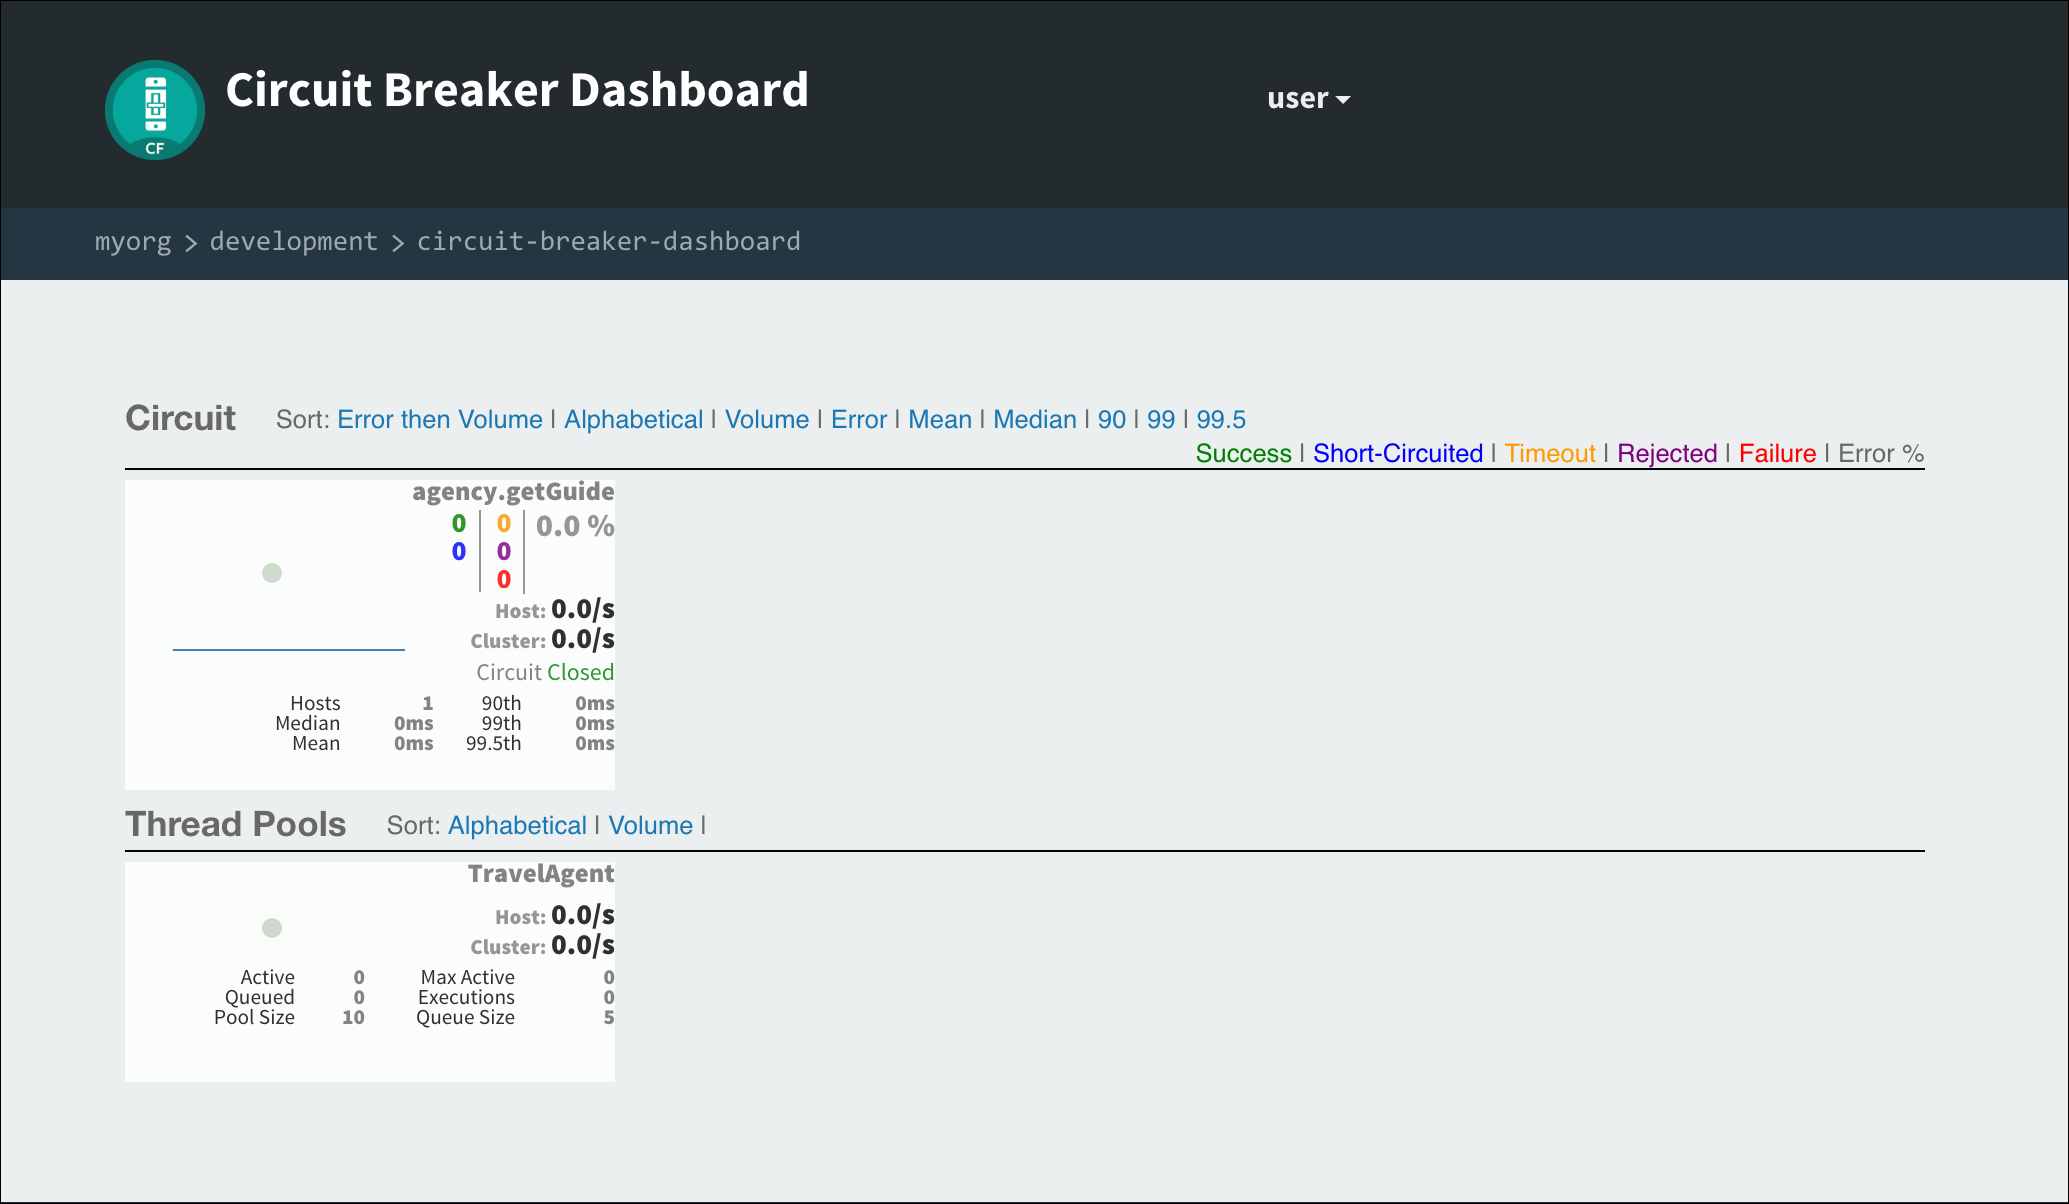 CF
Circuit Breaker Dashboard
user
myorg > development > circuit-breaker-dashboard
Circuit Sort: Error then Volume | Alphabetical | Volume | Error | Mean | Median | 90 | 99 | 99.5
Success | Short-Circuited | Timeout | Rejected | Failure | Error %
agency.getGuide
0 0 0.0 %
0 0
0
Host: 0.0/s
Cluster: 0.0/s
Circuit Closed
Hosts 1 90th 0ms
Median 0ms 99th 0ms
Mean 0ms 99.5th 0ms
Thread Pools Sort: Alphabetical | Volume |
TravelAgent
Host: 0.0/s
Cluster: 0.0/s
Active 0 Max Active 0
Queued 0 Executions 0
Pool Size 10 Queue Size 5